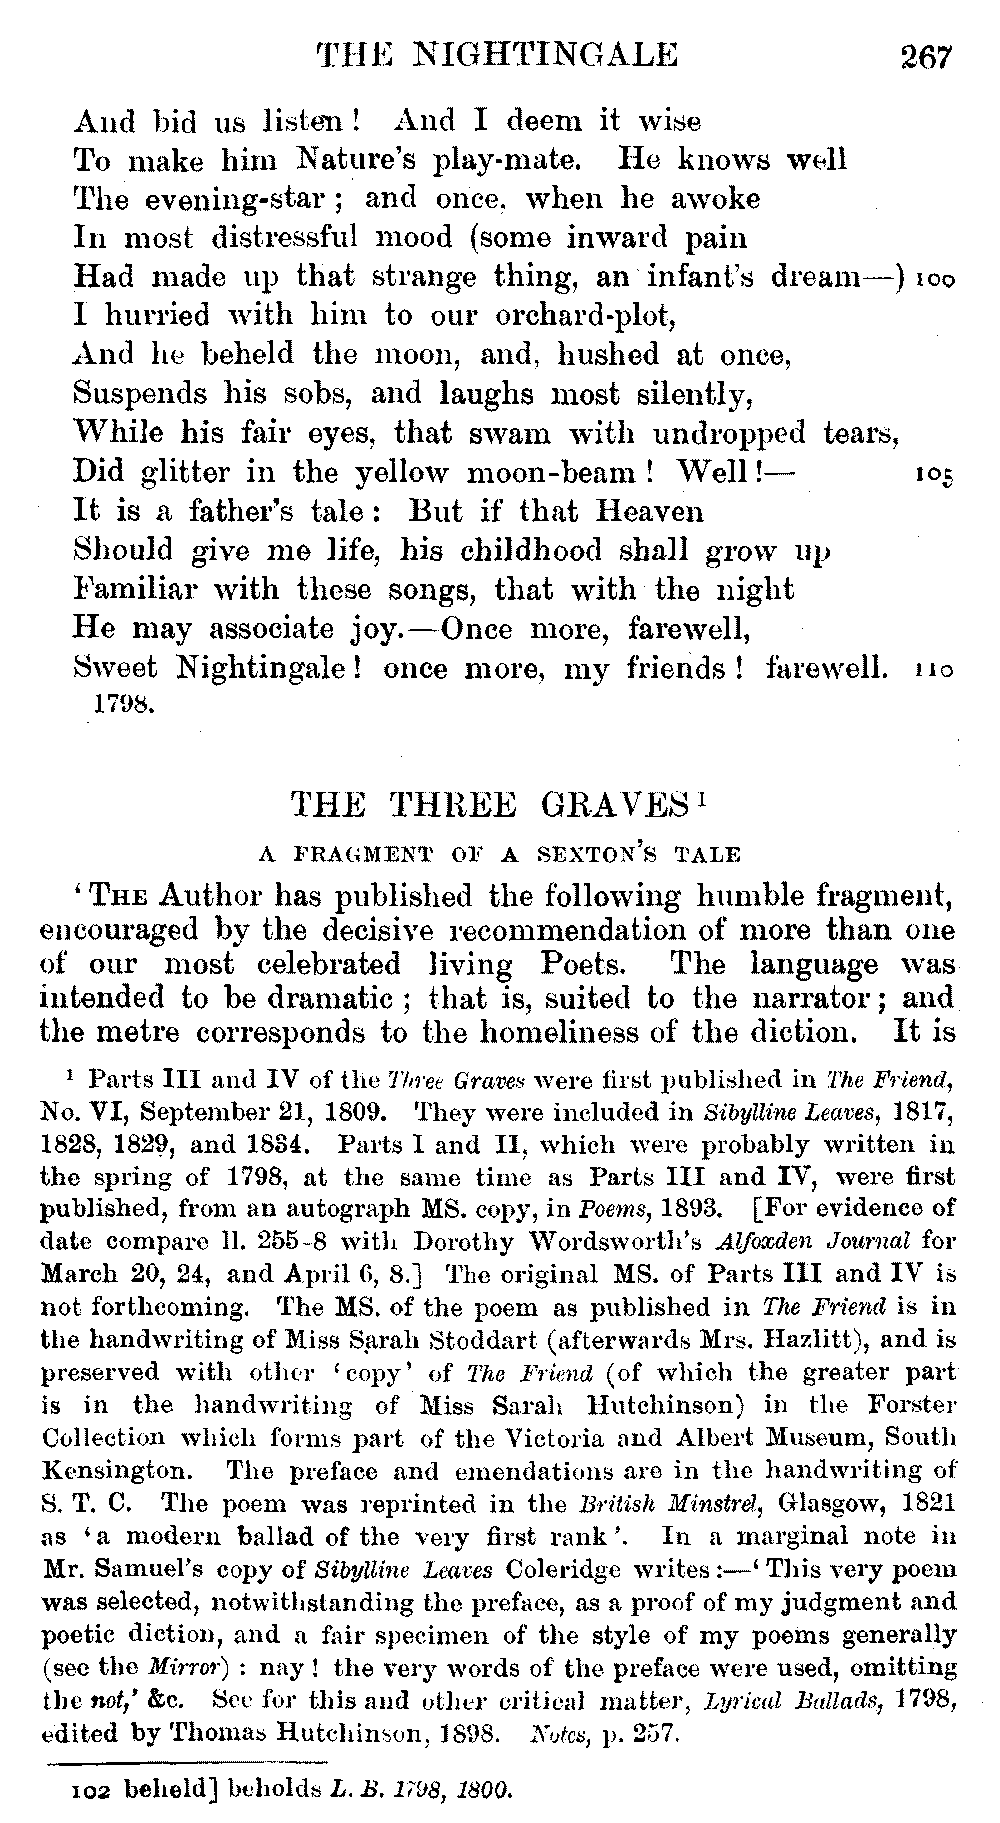 THE NIGHTINGALE 267
And bid us listen! And I deem it wise
To make him Nature's play-mate. He knows well
The evening-star; and once, when he awoke
In most distressful mood (some inward pain
Had made up that strange thing, an infant's dream—) 100
I hurried with him to our orchard-plot,
And he beheld the moon, and, hushed at once,
Suspends his sobs, and laughs most silently,
While his fair eyes, that swam with undropped tears,
Did glitter in the yellow moon-beam! Well!— 105
It is a father's tale: But if that Heaven
Should give me life, his childhood shall grow up
Familiar with these songs, that with the night
He may associate joy.—Once more, farewell,
Sweet Nightingale! once more, my friends! farewell. 110
1798.
THE THREE GRAVES¹
A FRAGMENT OF A SEXTON'S TALE
'THE Author has published the following humble fragment,
encouraged by the decisive recommendation of more than one
of our most celebrated living Poets. The language was
intended to be dramatic; that is, suited to the narrator; and
the metre corresponds to the homeliness of the diction. It is
¹ Parts III and IV of the Three Graves were first published in The Friend,
No. VI, September 21, 1809. They were included in Sibylline Leaves, 1817,
1828, 1829, and 1834. Parts I and II, which were probably written in
the spring of 1798, at the same time as Parts III and IV, were first
published, from an autograph MS. copy, in Poems, 1893. [For evidence of
date compare ll. 255-8 with Dorothy Wordsworth's Alfoxden Journal for
March 20, 24, and April 6, 8.] The original MS. of Parts III and IV is
not forthcoming. The MS. of the poem as published in The Friend is in
the handwriting of Miss Sarah Stoddart (afterwards Mrs. Hazlitt), and is
preserved with other 'copy' of The Friend (of which the greater part
is in the handwriting of Miss Sarah Hutchinson) in the Forster
Collection which forms part of the Victoria and Albert Museum, South
Kensington. The preface and emendations are in the handwriting of
S. T. C. The poem was reprinted in the British Minstrel, Glasgow, 1821
as 'a modern ballad of the very first rank'. In a marginal note in
Mr. Samuel's copy of Sibylline Leaves Coleridge writes:—'This very poem
was selected, notwithstanding the preface, as a proof of my judgment and
poetic diction, and a fair specimen of the style of my poems generally
(see the Mirror): nay! the very words of the preface were used, omitting
the not,' &c. See for this and other critical matter, Lyrical Ballads, 1798,
edited by Thomas Hutchinson, 1898. Notes, p. 257.
102 beheld] beholds L. B. 1798, 1800.